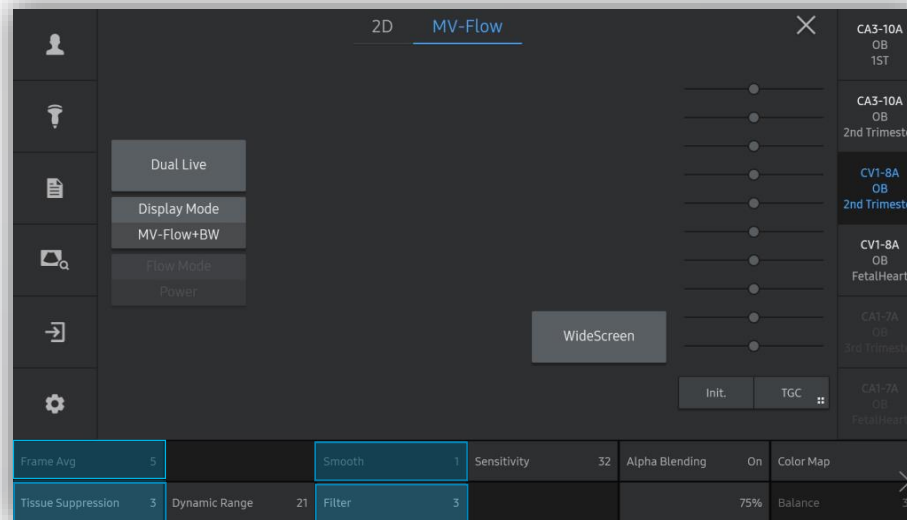 2D
MV-Flow
Dual Live
Display Mode
MV-Flow+BW
Flow Mode
Power
WideScreen
Init.
TGC
CA3-10A
OB
1ST
CA3-10A
OB
2nd Trimest
CV1-8A
OB
2nd Trimest
CV1-8A
OB
FetalHeart
CA1-7A
OB
3rd Trimest
CA1-7A
OB
FetalHeart
Frame Avg 5
Smooth 1
Sensitivity 32
Alpha Blending On
Color Map
Tissue Suppression 3
Dynamic Range 21
Filter 3
75%
Balance